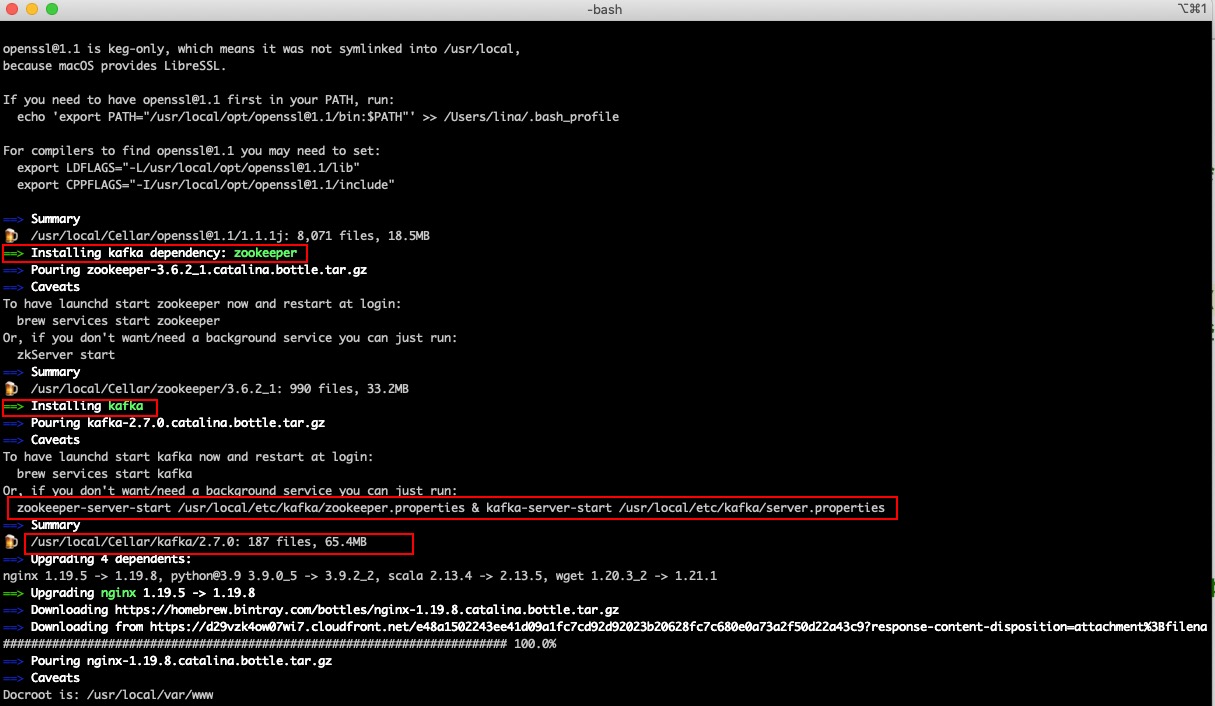 -bash
⌥⌘1
openssl@1.1 is keg-only, which means it was not symlinked into /usr/local,
because macOS provides LibreSSL.
If you need to have openssl@1.1 first in your PATH, run:
  echo 'export PATH="/usr/local/opt/openssl@1.1/bin:$PATH"' >> /Users/lina/.bash_profile
For compilers to find openssl@1.1 you may need to set:
  export LDFLAGS="-L/usr/local/opt/openssl@1.1/lib"
  export CPPFLAGS="-I/usr/local/opt/openssl@1.1/include"
==> Summary
🍺  /usr/local/Cellar/openssl@1.1/1.1.1j: 8,071 files, 18.5MB
==> Installing kafka dependency: zookeeper
==> Pouring zookeeper-3.6.2_1.catalina.bottle.tar.gz
==> Caveats
To have launchd start zookeeper now and restart at login:
  brew services start zookeeper
Or, if you don't want/need a background service you can just run:
  zkServer start
==> Summary
🍺  /usr/local/Cellar/zookeeper/3.6.2_1: 990 files, 33.2MB
==> Installing kafka
==> Pouring kafka-2.7.0.catalina.bottle.tar.gz
==> Caveats
To have launchd start kafka now and restart at login:
  brew services start kafka
Or, if you don't want/need a background service you can just run:
  zookeeper-server-start /usr/local/etc/kafka/zookeeper.properties & kafka-server-start /usr/local/etc/kafka/server.properties
==> Summary
🍺  /usr/local/Cellar/kafka/2.7.0: 187 files, 65.4MB
==> Upgrading 4 dependents:
nginx 1.19.5 -> 1.19.8, python@3.9 3.9.0_5 -> 3.9.2_2, scala 2.13.4 -> 2.13.5, wget 1.20.3_2 -> 1.21.1
==> Upgrading nginx 1.19.5 -> 1.19.8
==> Downloading https://homebrew.bintray.com/bottles/nginx-1.19.8.catalina.bottle.tar.gz
==> Downloading from https://d29vzk4ow07wi7.cloudfront.net/e48a1502243ee41d09a1fc7cd92d92023b20628fc7c680e0a73a2f50d22a43c9?response-content-disposition=attachment%3Bfilena
######################################################################## 100.0%
==> Pouring nginx-1.19.8.catalina.bottle.tar.gz
==> Caveats
Docroot is: /usr/local/var/www